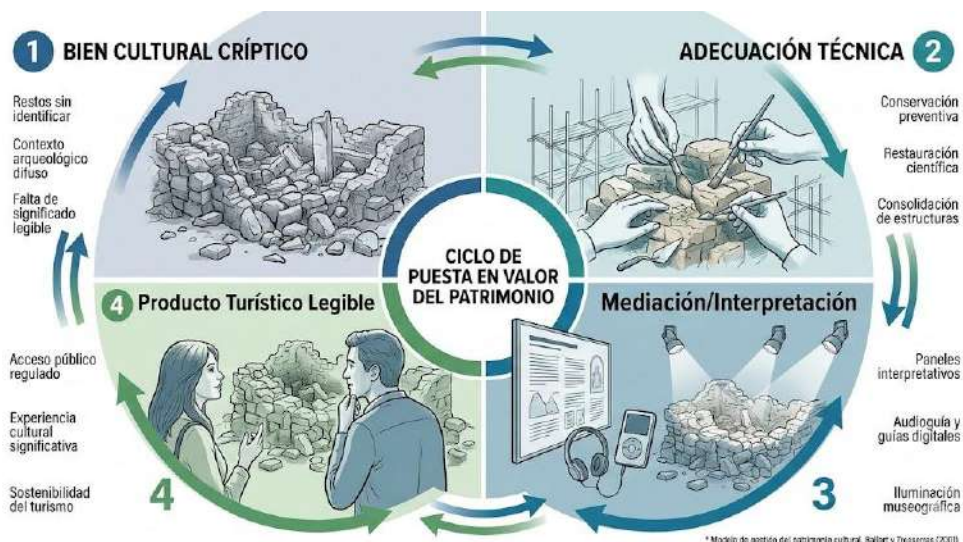 1 BIEN CULTURAL CRÍPTICO
Restos sin
identificar
Contexto
arqueológico
difuso
Falta de
significado
legible
ADECUACIÓN TÉCNICA 2
Conservación
preventiva
Restauración
científica
Consolidación
de estructuras
CICLO DE
PUESTA EN VALOR
DEL PATRIMONIO
Mediación/Interpretación
Paneles
interpretativos
Audioguía y
guías digitales
Iluminación
museográfica
3
4 Producto Turístico Legible
Acceso público
regulado
Experiencia
cultural
significativa
Sostenibilidad
del turismo
4
* Modelo de gestión del patrimonio cultural, Ballart y Tresserras (2001).